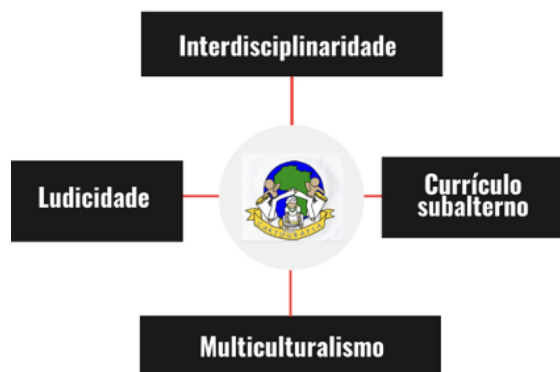 Interdisciplinaridade
Ludicidade
Currículo
subalterno
Multiculturalismo